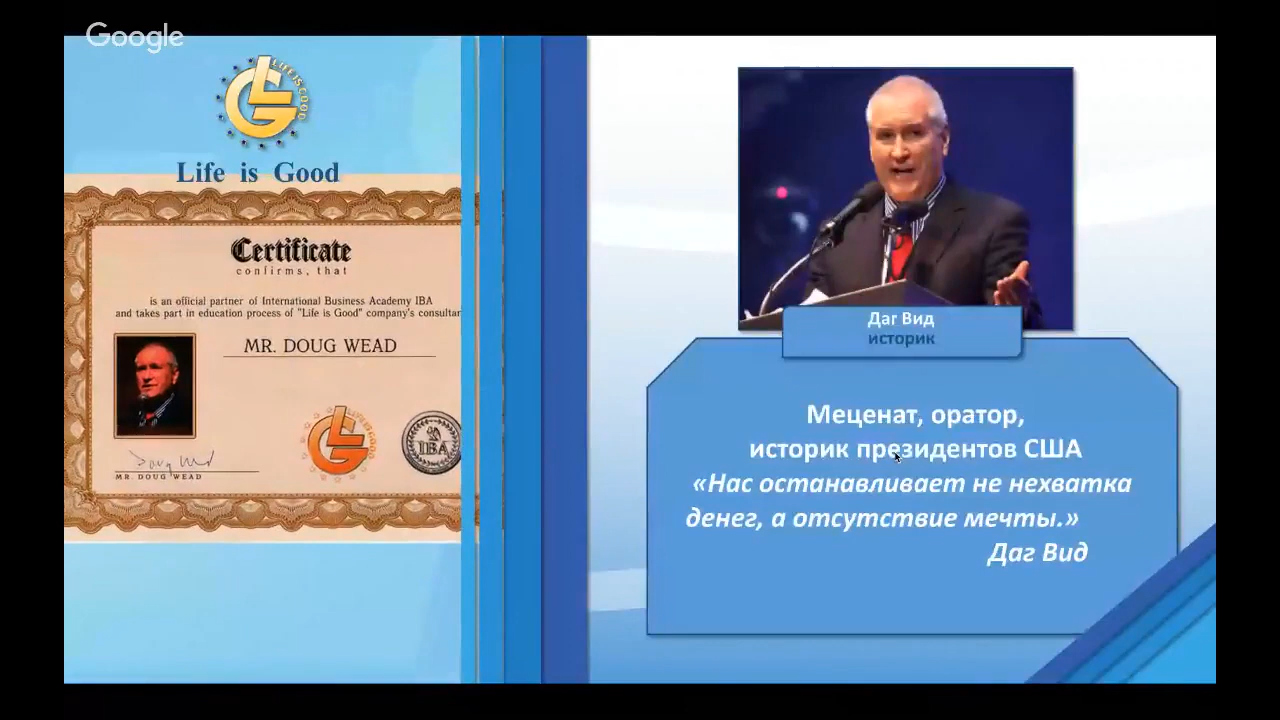 Google
LIFE IS GOOD
Life is Good
Certificate
confirms, that
is an official partner of International Business Academy IBA
and takes part in education process of "Life is Good" company's consultan
MR. DOUG WEAD
IBA
MR. DOUG WEAD
Даг Вид
историк
Меценат, оратор,
историк президентов США
«Нас останавливает не нехватка
денег, а отсутствие мечты.»
Даг Вид